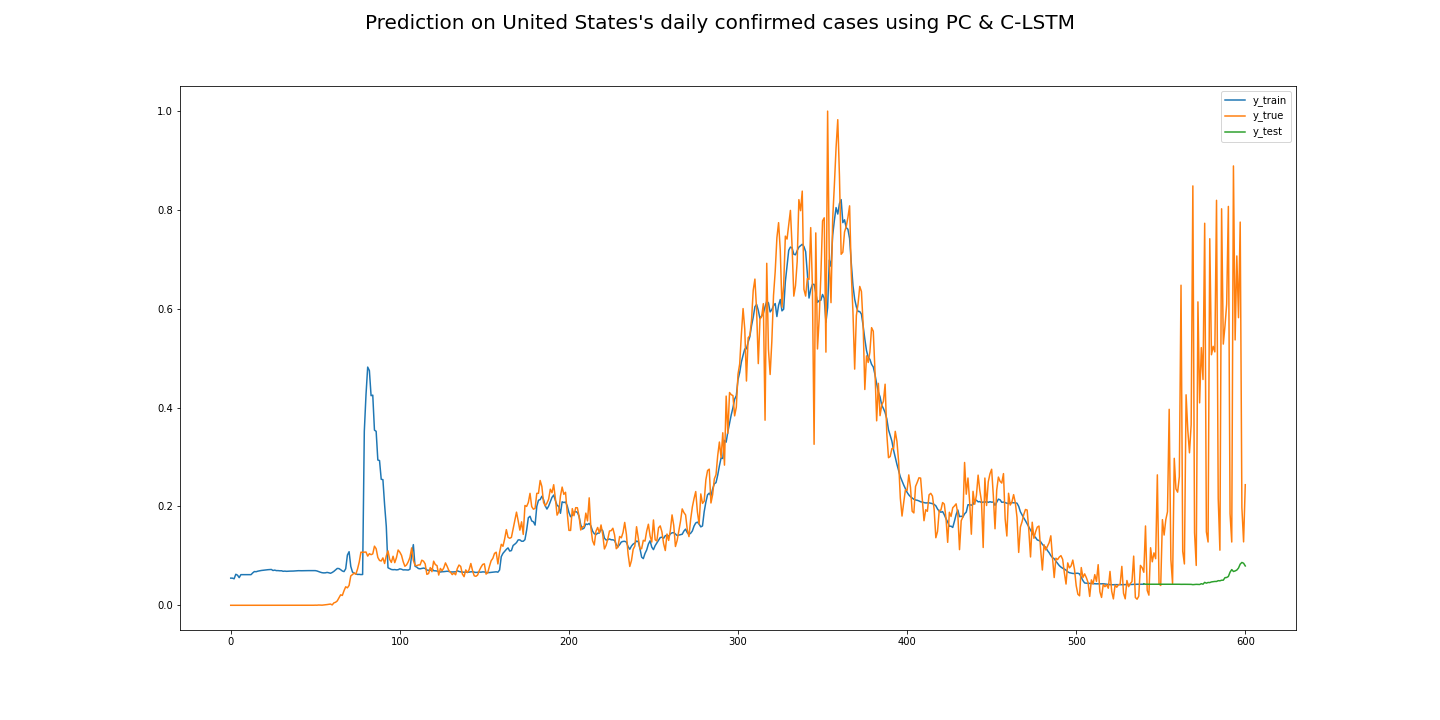 Prediction on United States's daily confirmed cases using PC & C-LSTM
y_train
y_true
y_test
1.0
0.8
0.6
0.4
0.2
0.0
0 100 200 300 400 500 600